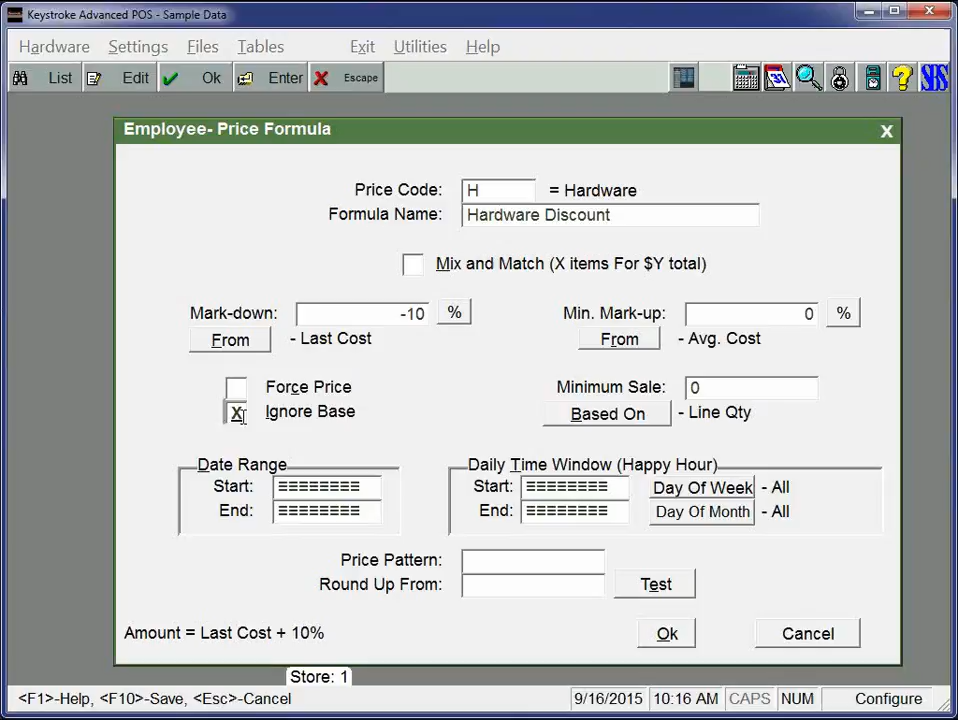 Keystroke Advanced POS - Sample Data
Hardware Settings Files Tables Exit Utilities Help
List Edit Ok Enter Escape 31 ? SBS
Employee- Price Formula X
Price Code: H = Hardware
Formula Name: Hardware Discount
Mix and Match (X items For $Y total)
Mark-down: -10 % Min. Mark-up: 0 %
From - Last Cost From - Avg. Cost
Force Price Minimum Sale: 0
X Ignore Base Based On - Line Qty
Date Range Daily Time Window (Happy Hour)
Start: ======== Start: ======== Day Of Week - All
End: ======== End: ======== Day Of Month - All
Price Pattern:
Round Up From: Test
Amount = Last Cost + 10% Ok Cancel
Store: 1
<F1>-Help, <F10>-Save, <Esc>-Cancel 9/16/2015 10:16 AM CAPS NUM Configure